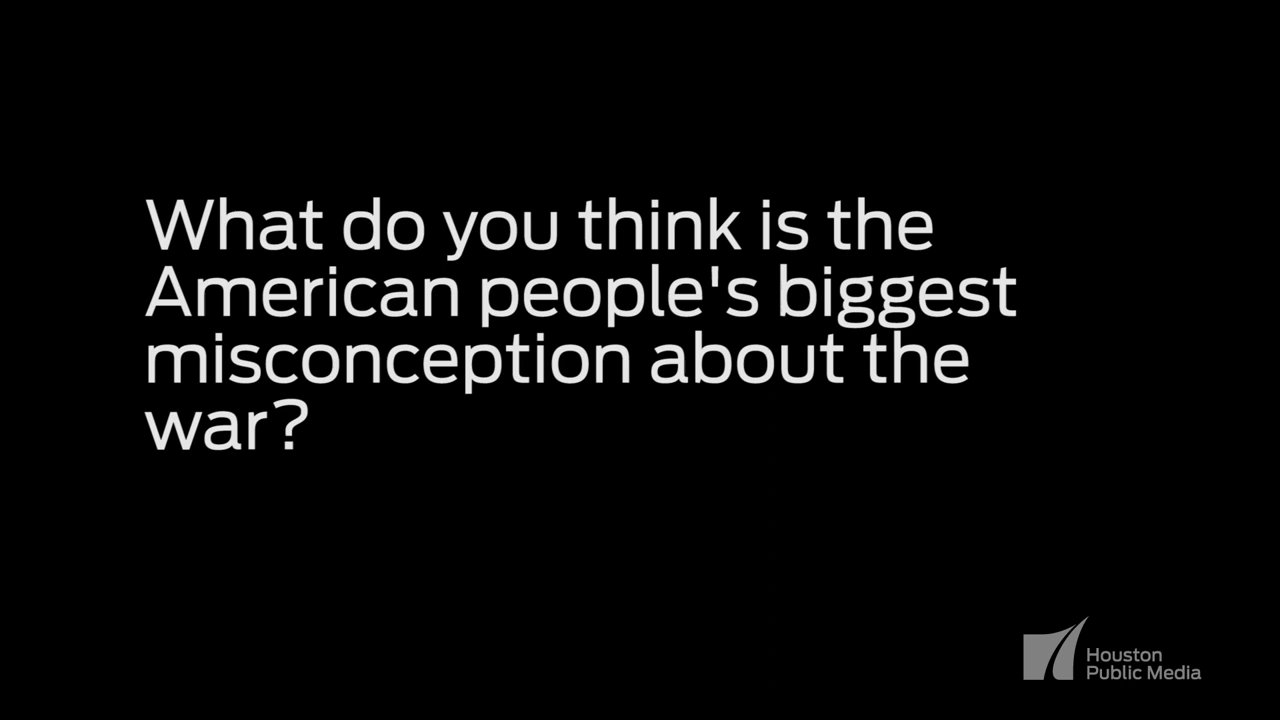 What do you think is the
American people's biggest
misconception about the
war?
Houston
Public Media